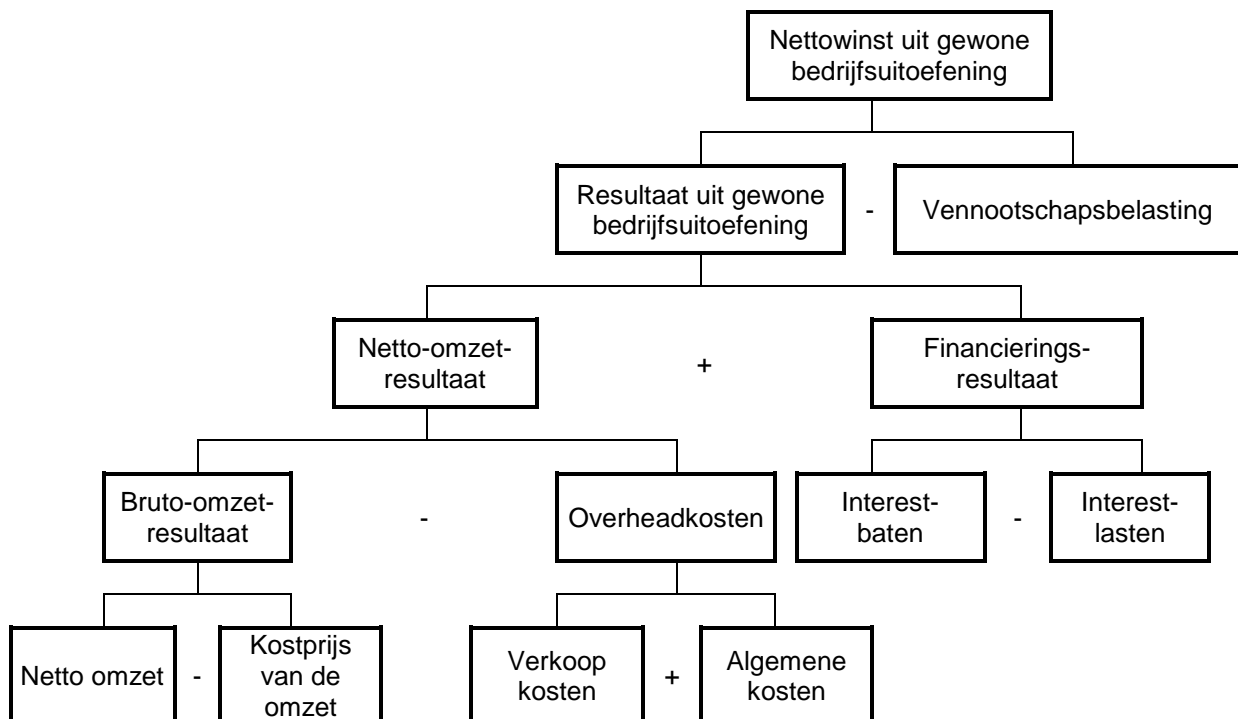 Nettowinst uit gewone
bedrijfsuitoefening
Resultaat uit gewone
bedrijfsuitoefening
-
Vennootschapsbelasting
Netto-omzet-
resultaat
+
Financierings-
resultaat
Bruto-omzet-
resultaat
-
Overheadkosten
Interest-
baten
-
Interest-
lasten
Netto omzet
-
Kostprijs
van de
omzet
Verkoop
kosten
+
Algemene
kosten